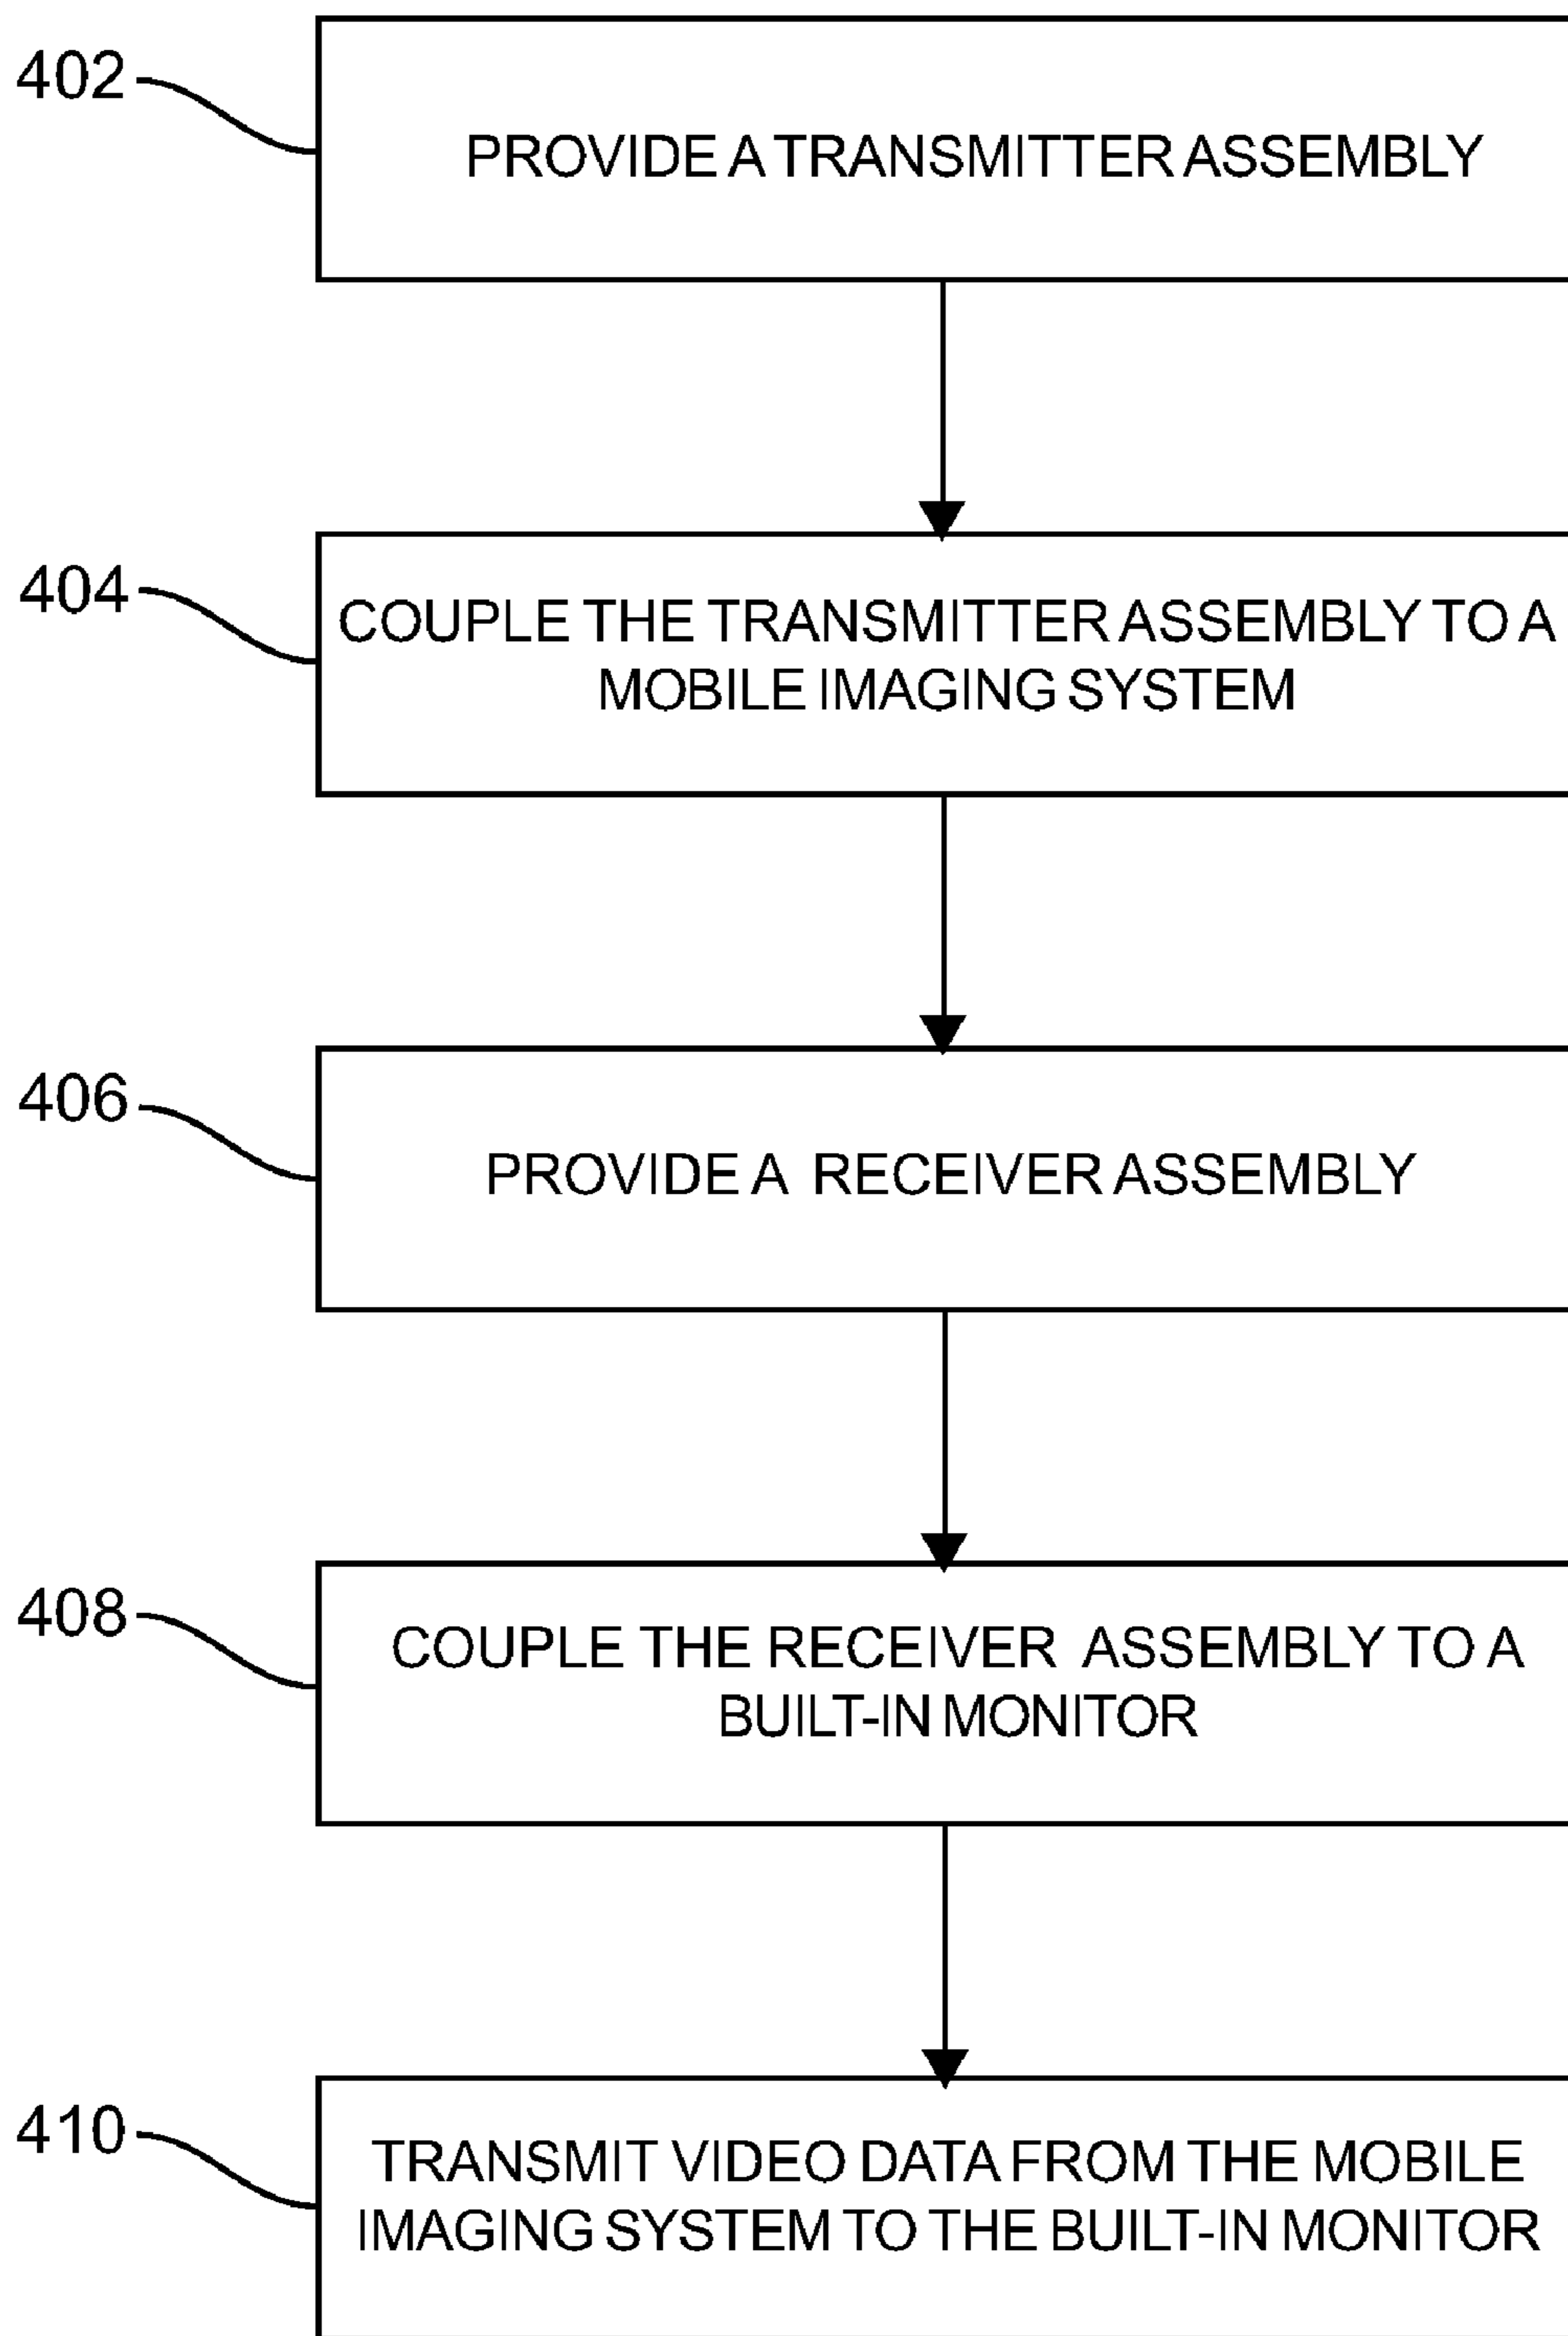 402
PROVIDE A TRANSMITTER ASSEMBLY
404
COUPLE THE TRANSMITTER ASSEMBLY TO A
MOBILE IMAGING SYSTEM
406
PROVIDE A RECEIVER ASSEMBLY
408
COUPLE THE RECEIVER ASSEMBLY TO A
BUILT-IN MONITOR
410
TRANSMIT VIDEO DATA FROM THE MOBILE
IMAGING SYSTEM TO THE BUILT-IN MONITOR